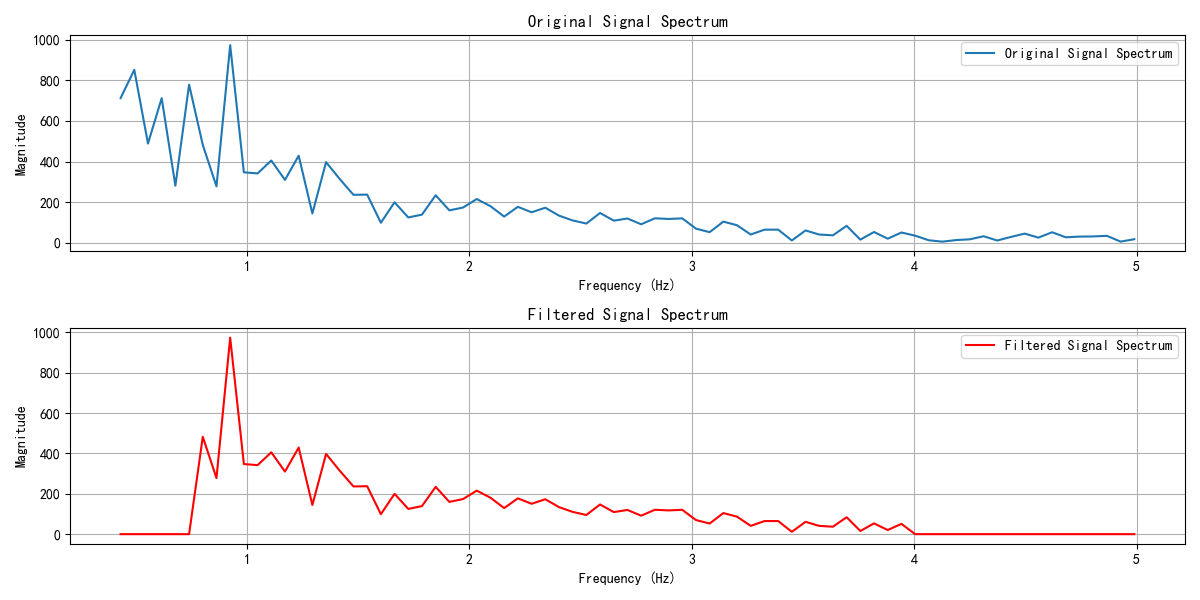 Original Signal Spectrum
1000
800
600
400
200
0
Magnitude
Original Signal Spectrum
1 2 3 4 5
Frequency (Hz)
Filtered Signal Spectrum
1000
800
600
400
200
0
Magnitude
Filtered Signal Spectrum
1 2 3 4 5
Frequency (Hz)